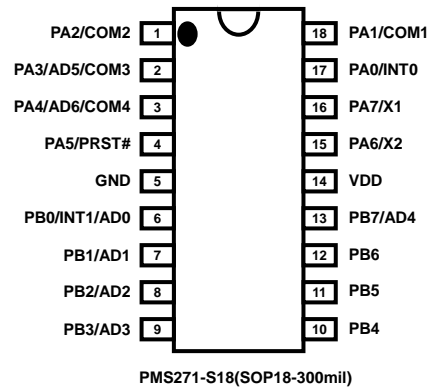 PA2/COM2 1 18 PA1/COM1
PA3/AD5/COM3 2 17 PA0/INT0
PA4/AD6/COM4 3 16 PA7/X1
PA5/PRST# 4 15 PA6/X2
GND 5 14 VDD
PB0/INT1/AD0 6 13 PB7/AD4
PB1/AD1 7 12 PB6
PB2/AD2 8 11 PB5
PB3/AD3 9 10 PB4
PMS271-S18(SOP18-300mil)